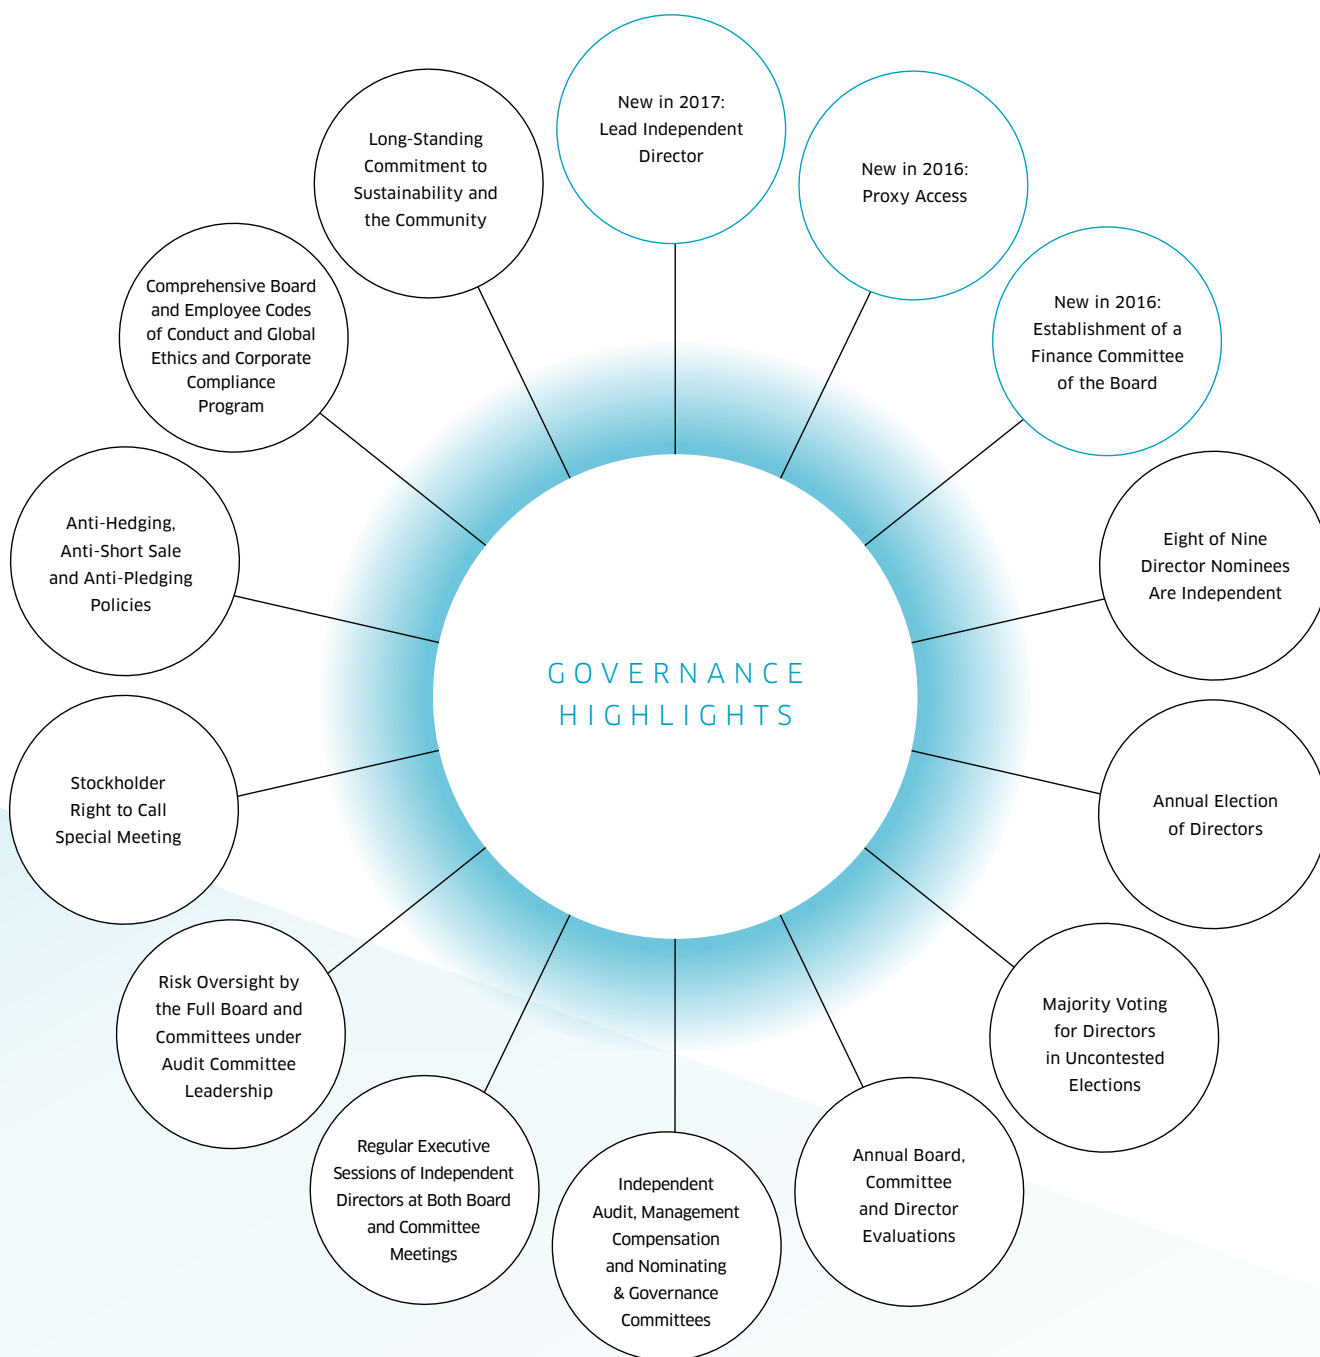 New in 2017:
Lead Independent
Director
New in 2016:
Proxy Access
New in 2016:
Establishment of a
Finance Committee
of the Board
Eight of Nine
Director Nominees
Are Independent
Annual Election
of Directors
Majority Voting
for Directors
in Uncontested
Elections
Annual Board,
Committee
and Director
Evaluations
Independent
Audit, Management
Compensation
and Nominating
& Governance
Committees
Regular Executive
Sessions of Independent
Directors at Both Board
and Committee
Meetings
Risk Oversight by
the Full Board and
Committees under
Audit Committee
Leadership
Stockholder
Right to Call
Special Meeting
Anti-Hedging,
Anti-Short Sale
and Anti-Pledging
Policies
Comprehensive Board
and Employee Codes
of Conduct and Global
Ethics and Corporate
Compliance
Program
Long-Standing
Commitment to
Sustainability and
the Community
GOVERNANCE
HIGHLIGHTS